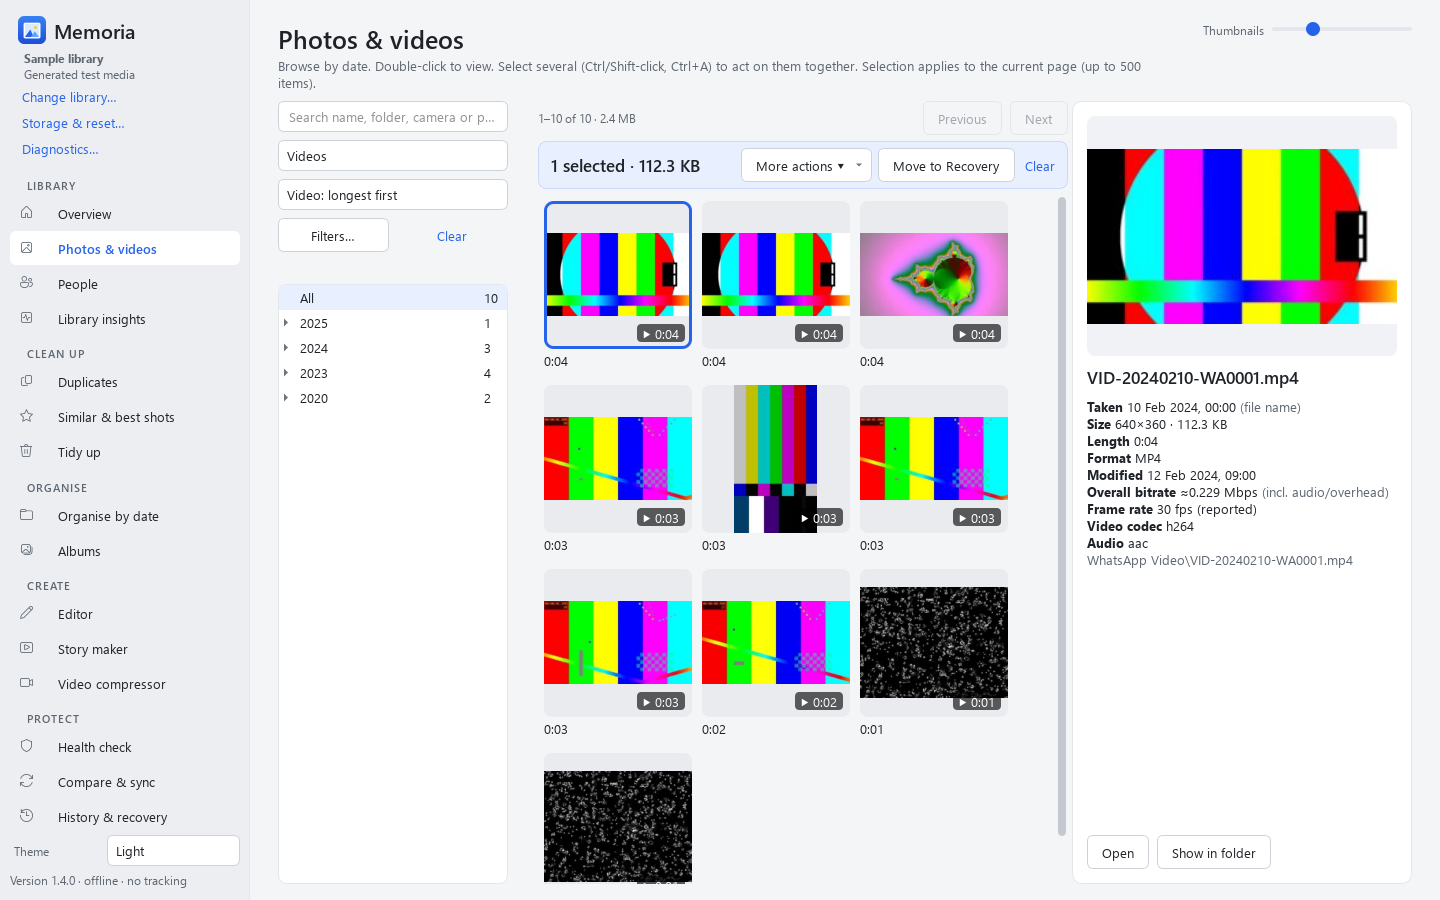 Memoria
Sample library
Generated test media
Change library...
Storage & reset...
Diagnostics...
LIBRARY
Overview
Photos & videos
People
Library insights
CLEAN UP
Duplicates
Similar & best shots
Tidy up
ORGANISE
Organise by date
Albums
CREATE
Editor
Story maker
Video compressor
PROTECT
Health check
Compare & sync
History & recovery
Theme
Light
Version 1.4.0 · offline · no tracking
Photos & videos
Browse by date. Double-click to view. Select several (Ctrl/Shift-click, Ctrl+A) to act on them together. Selection applies to the current page (up to 500
items).
Thumbnails
Search name, folder, camera or p...
Videos
Video: longest first
Filters...
Clear
All 10
2025 1
2024 3
2023 4
2020 2
1–10 of 10 · 2.4 MB
Previous
Next
1 selected · 112.3 KB
More actions ▾
Move to Recovery
Clear
▶ 0:04
▶ 0:04
▶ 0:04
0:04
0:04
0:04
▶ 0:03
▶ 0:03
▶ 0:03
0:03
0:03
0:03
▶ 0:03
▶ 0:02
▶ 0:01
0:03
0:02
0:01
VID-20240210-WA0001.mp4
Taken 10 Feb 2024, 00:00 (file name)
Size 640×360 · 112.3 KB
Length 0:04
Format MP4
Modified 12 Feb 2024, 09:00
Overall bitrate ≈0.229 Mbps (incl. audio/overhead)
Frame rate 30 fps (reported)
Video codec h264
Audio aac
WhatsApp Video\VID-20240210-WA0001.mp4
Open
Show in folder